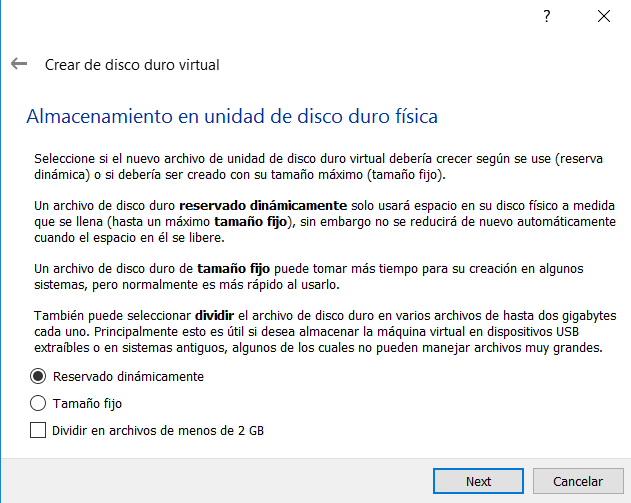 ?
Crear de disco duro virtual
Almacenamiento en unidad de disco duro física
Seleccione si el nuevo archivo de unidad de disco duro virtual debería crecer según se use (reserva
dinámica) o si debería ser creado con su tamaño máximo (tamaño fijo).
Un archivo de disco duro reservado dinámicamente solo usará espacio en su disco físico a medida
que se llena (hasta un máximo tamaño fijo), sin embargo no se reducirá de nuevo automáticamente
cuando el espacio en él se libere.
Un archivo de disco duro de tamaño fijo puede tomar más tiempo para su creación en algunos
sistemas, pero normalmente es más rápido al usarlo.
También puede seleccionar dividir el archivo de disco duro en varios archivos de hasta dos gigabytes
cada uno. Principalmente esto es útil si desea almacenar la máquina virtual en dispositivos USB
extraíbles o en sistemas antiguos, algunos de los cuales no pueden manejar archivos muy grandes.
Reservado dinámicamente
Tamaño fijo
Dividir en archivos de menos de 2 GB
Next
Cancelar